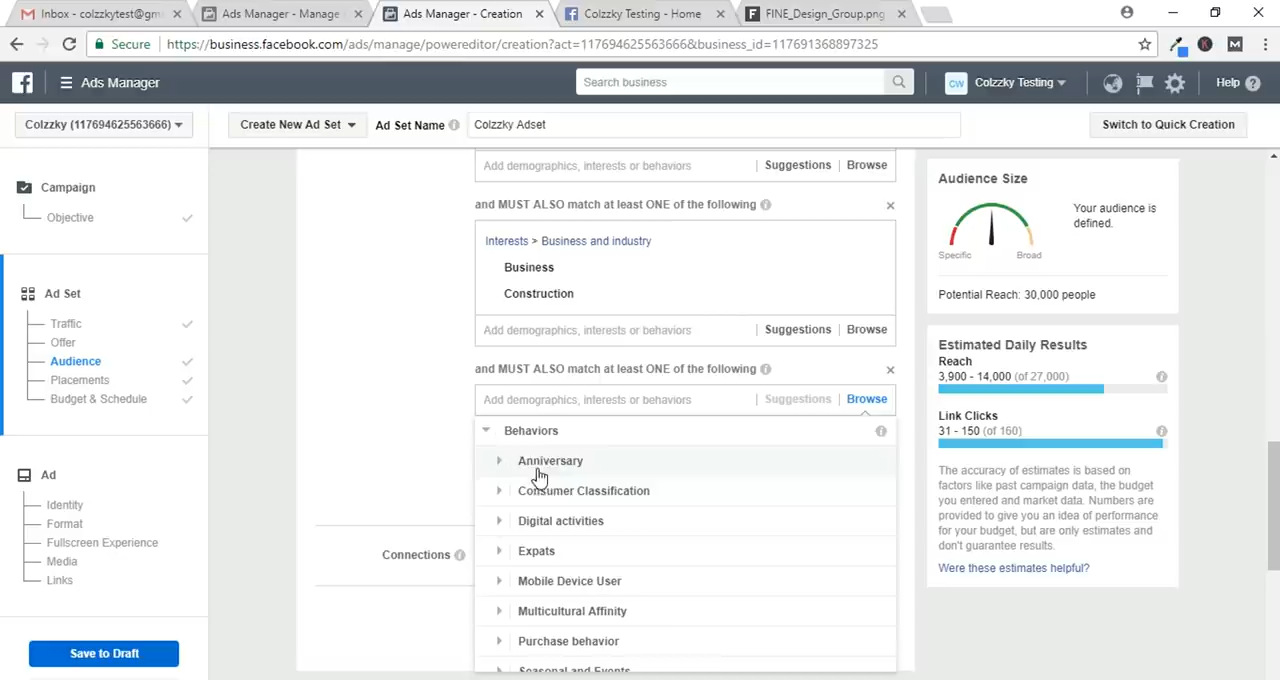 Inbox - colzzkytest@gm
Ads Manager - Manage
Ads Manager - Creation
Colzzky Testing - Home
FINE_Design_Group.png
Secure
https://business.facebook.com/ads/manage/powereditor/creation?act=117694625563666&business_id=117691368897325
Ads Manager
Search business
CW
Colzzky Testing
Help
Colzzky (117694625563666)
Create New Ad Set
Ad Set Name
Colzzky Adset
Switch to Quick Creation
Campaign
Objective
Ad Set
Traffic
Offer
Audience
Placements
Budget & Schedule
Ad
Identity
Format
Fullscreen Experience
Media
Links
Save to Draft
Add demographics, interests or behaviors
Suggestions
Browse
and MUST ALSO match at least ONE of the following
Interests > Business and industry
Business
Construction
Add demographics, interests or behaviors
Suggestions
Browse
and MUST ALSO match at least ONE of the following
Add demographics, interests or behaviors
Suggestions
Browse
Behaviors
Anniversary
Consumer Classification
Digital activities
Expats
Mobile Device User
Multicultural Affinity
Purchase behavior
Seasonal and Events
Connections
Audience Size
Specific
Broad
Your audience is
defined.
Potential Reach: 30,000 people
Estimated Daily Results
Reach
3,900 - 14,000 (of 27,000)
Link Clicks
31 - 150 (of 160)
The accuracy of estimates is based on
factors like past campaign data, the budget
you entered and market data. Numbers are
provided to give you an idea of performance
for your budget, but are only estimates and
don't guarantee results.
Were these estimates helpful?